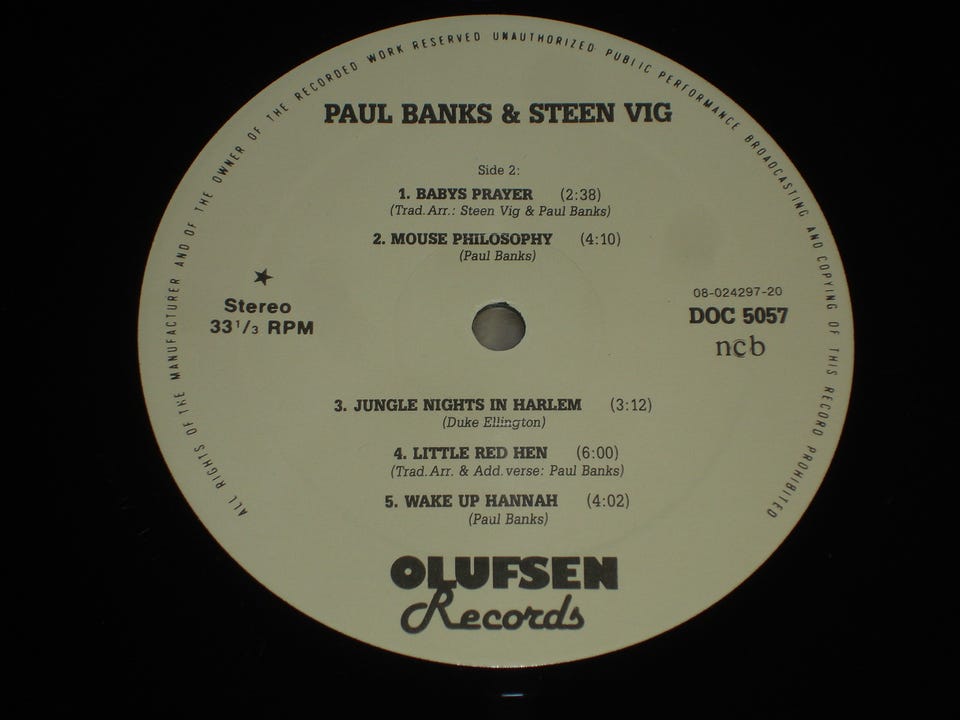 ALL RIGHTS OF THE MANUFACTURER AND OF THE OWNER OF THE RECORDED WORK RESERVED UNAUTHORIZED PUBLIC PERFORMANCE BROADCASTING AND COPYING OF THIS RECORD PROHIBITED
PAUL BANKS & STEEN VIG
Side 2:
1. BABYS PRAYER (2:38)
(Trad. Arr.: Steen Vig & Paul Banks)
2. MOUSE PHILOSOPHY (4:10)
(Paul Banks)
★
Stereo
33 1/3 RPM
08-024297-20
DOC 5057
ncb
3. JUNGLE NIGHTS IN HARLEM (3:12)
(Duke Ellington)
4. LITTLE RED HEN (6:00)
(Trad. Arr. & Add. verse: Paul Banks)
5. WAKE UP HANNAH (4:02)
(Paul Banks)
OLUFSEN
Records